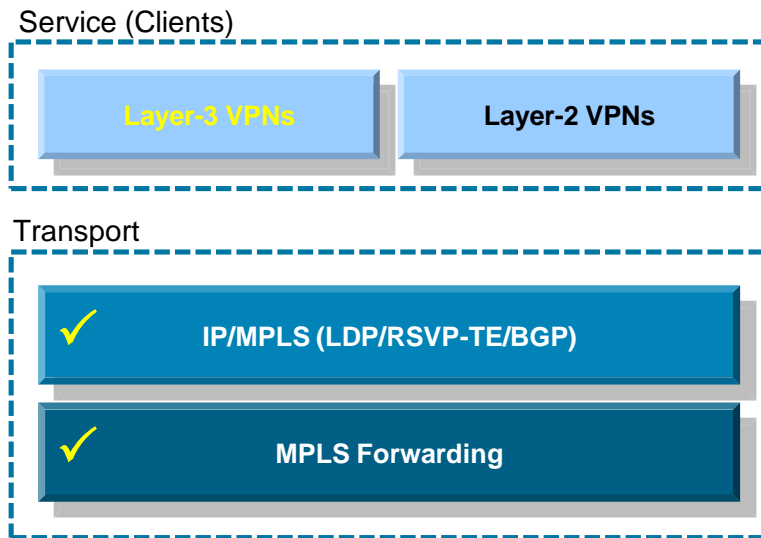 Service (Clients)
Layer-3 VPNs
Layer-2 VPNs
Transport
IP/MPLS (LDP/RSVP-TE/BGP)
MPLS Forwarding